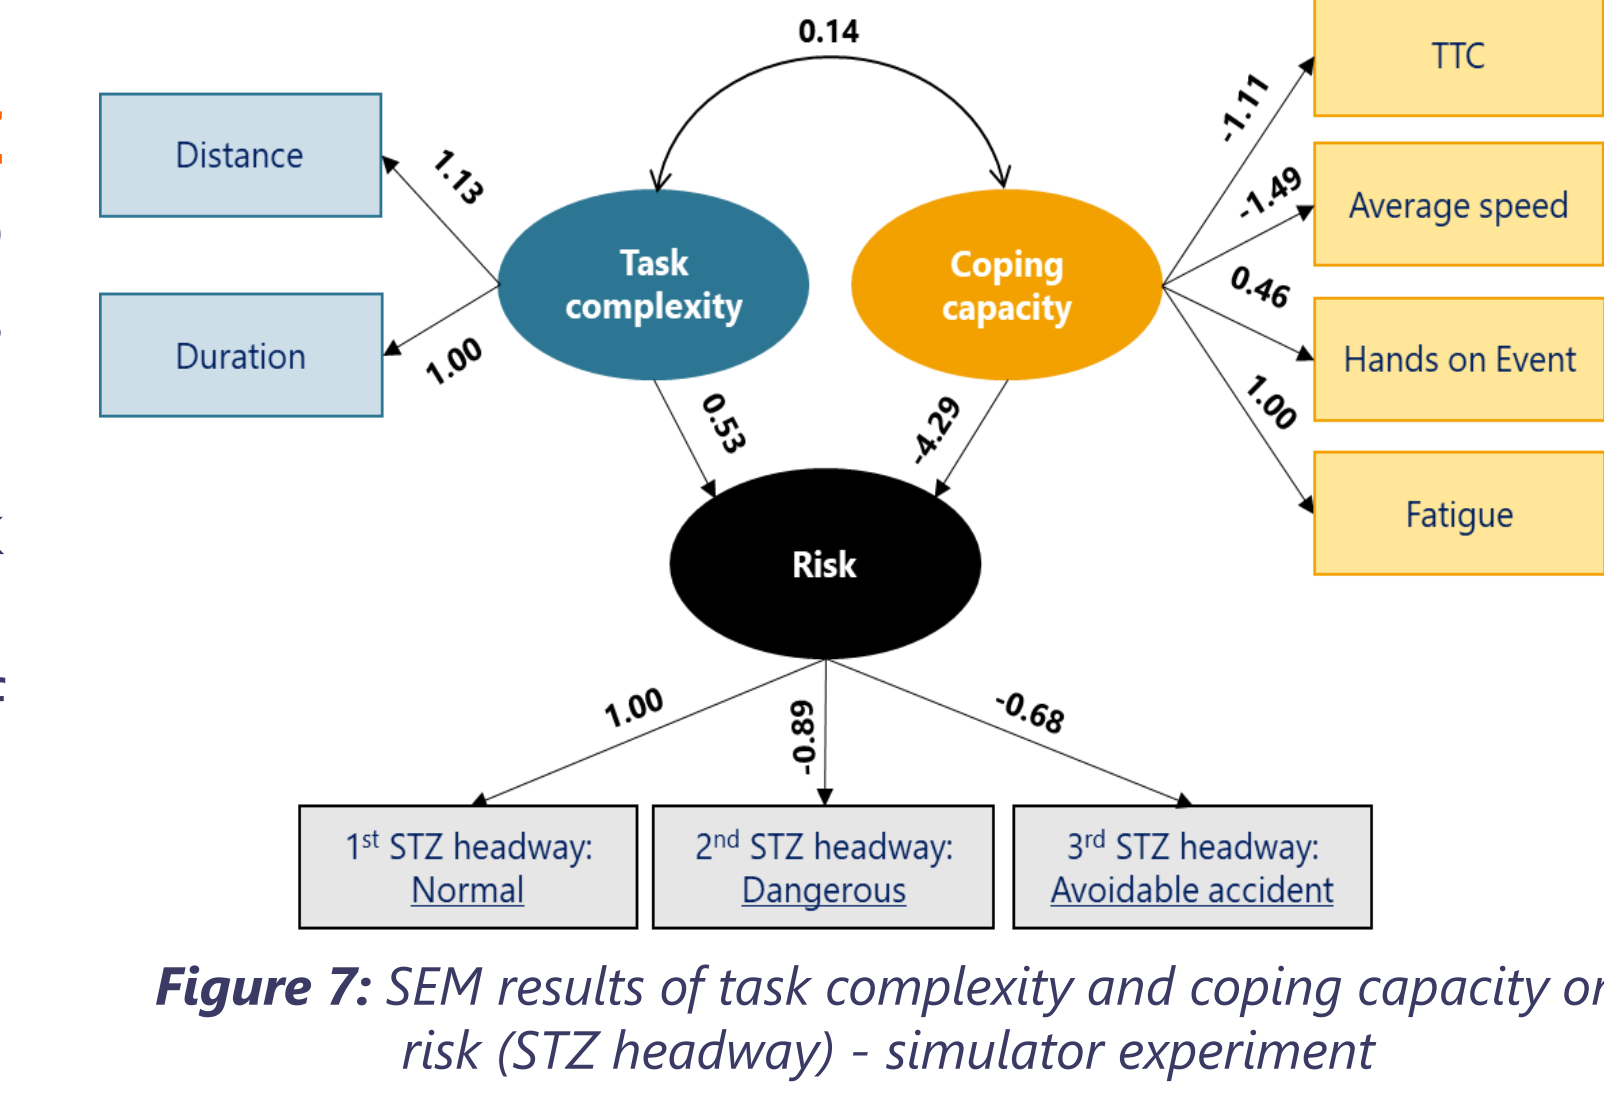 0.14
TTC
-1.11
Distance
1.13
-1.49
Average speed
Task
complexity
Coping
capacity
0.46
Hands on Event
Duration
1.00
1.00
0.53
-4.29
Fatigue
Risk
1.00
-0.89
-0.68
1st STZ headway:
Normal
2nd STZ headway:
Dangerous
3rd STZ headway:
Avoidable accident
Figure 7: SEM results of task complexity and coping capacity
risk (STZ headway) - simulator experiment